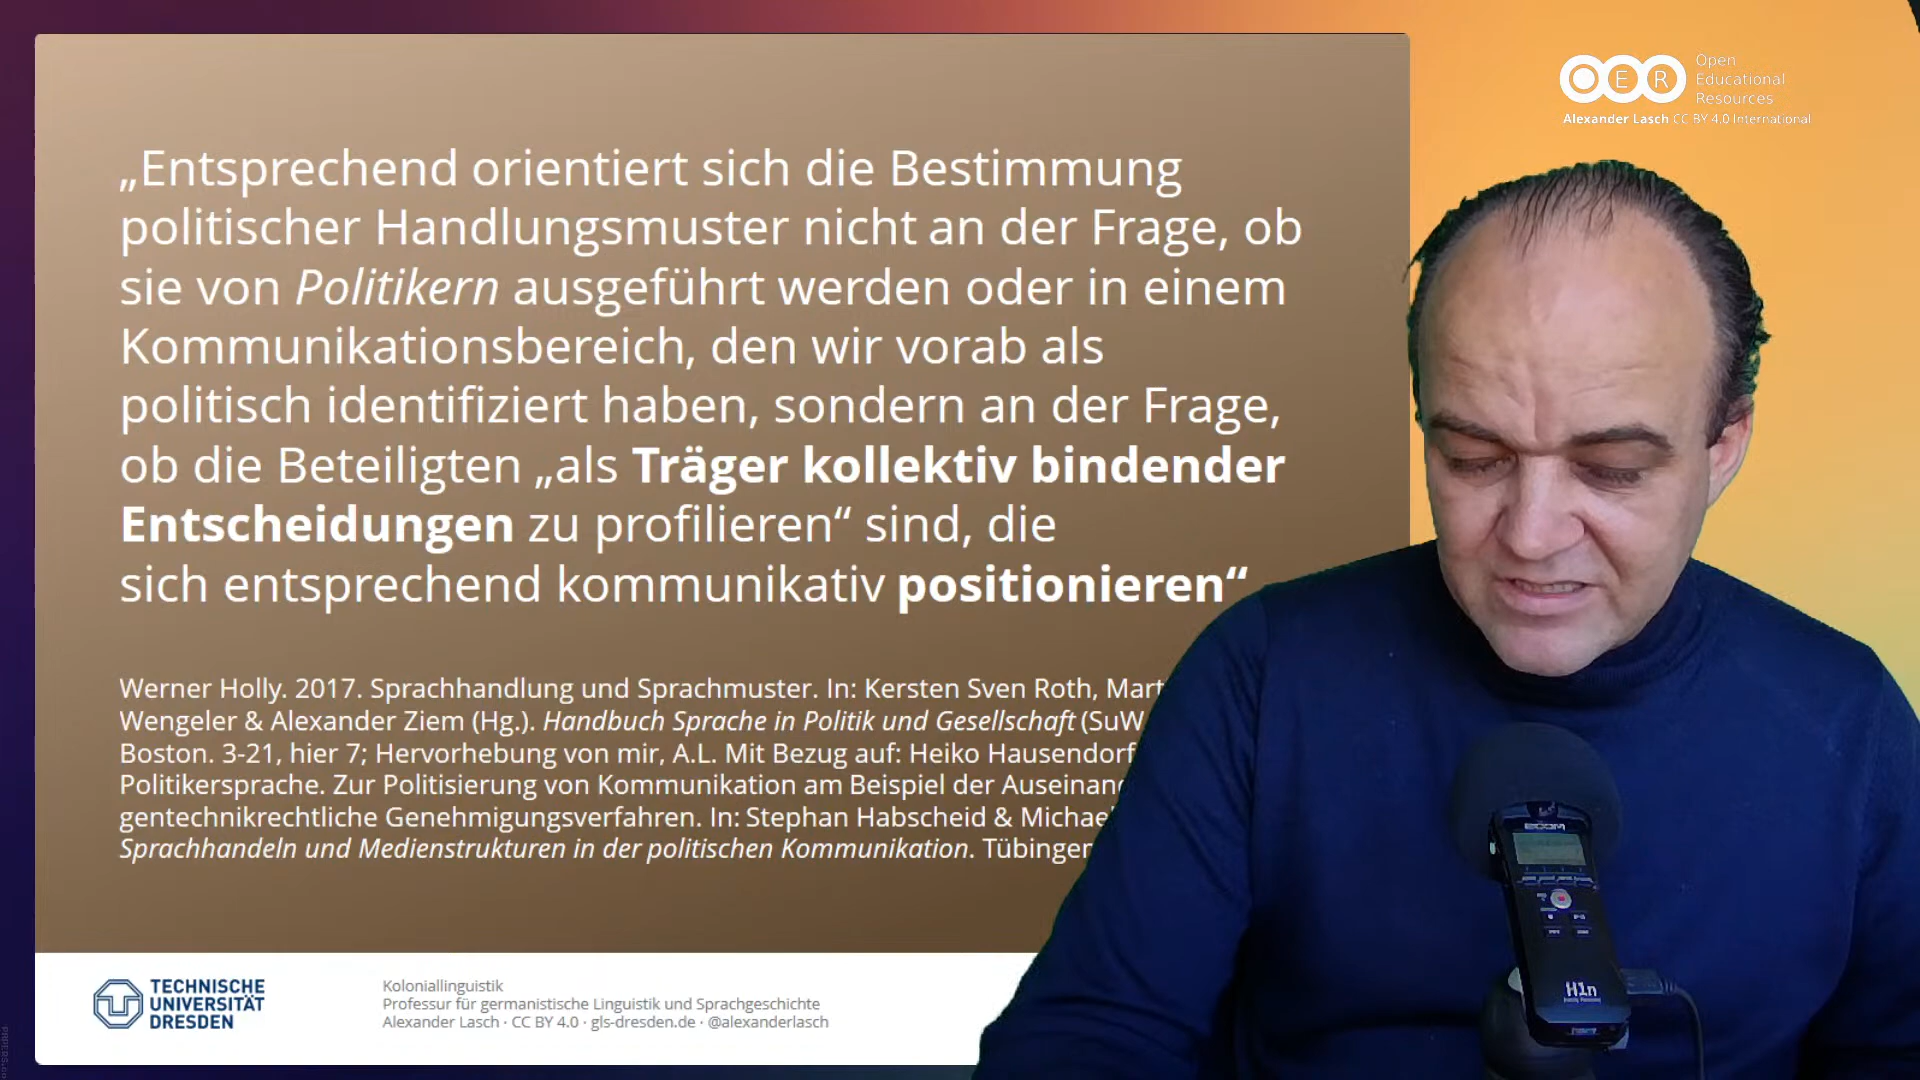 „Entsprechend orientiert sich die Bestimmung
politischer Handlungsmuster nicht an der Frage, ob
sie von Politikern ausgeführt werden oder in einem
Kommunikationsbereich, den wir vorab als
politisch identifiziert haben, sondern an der Frage,
ob die Beteiligten „als Träger kollektiv bindender
Entscheidungen zu profilieren“ sind, die
sich entsprechend kommunikativ positionieren“
Werner Holly. 2017. Sprachhandlung und Sprachmuster. In: Kersten Sven Roth,
Wengeler & Alexander Ziem (Hg.). Handbuch Sprache in Politik und Gesellschaft (SuW
Boston. 3-21, hier 7; Hervorhebung von mir, A.L. Mit Bezug auf: Heiko Hausendorf
Politikersprache. Zur Politisierung von Kommunikation am Beispiel der
gentechnikrechtliche Genehmigungsverfahren. In: Stephan Habscheid &
Sprachhandeln und Medienstrukturen in der politischen Kommunikation.
TECHNISCHE
UNIVERSITÄT
DRESDEN
Koloniallinguistik
Professur für germanistische Linguistik und Sprachgeschichte
Alexander Lasch · CC BY 4.0 · gls-dresden.de · @alexanderlasch
E R
Open
Educational
Resources
Alexander Lasch CC BY 4.0 International
zoom
H1n